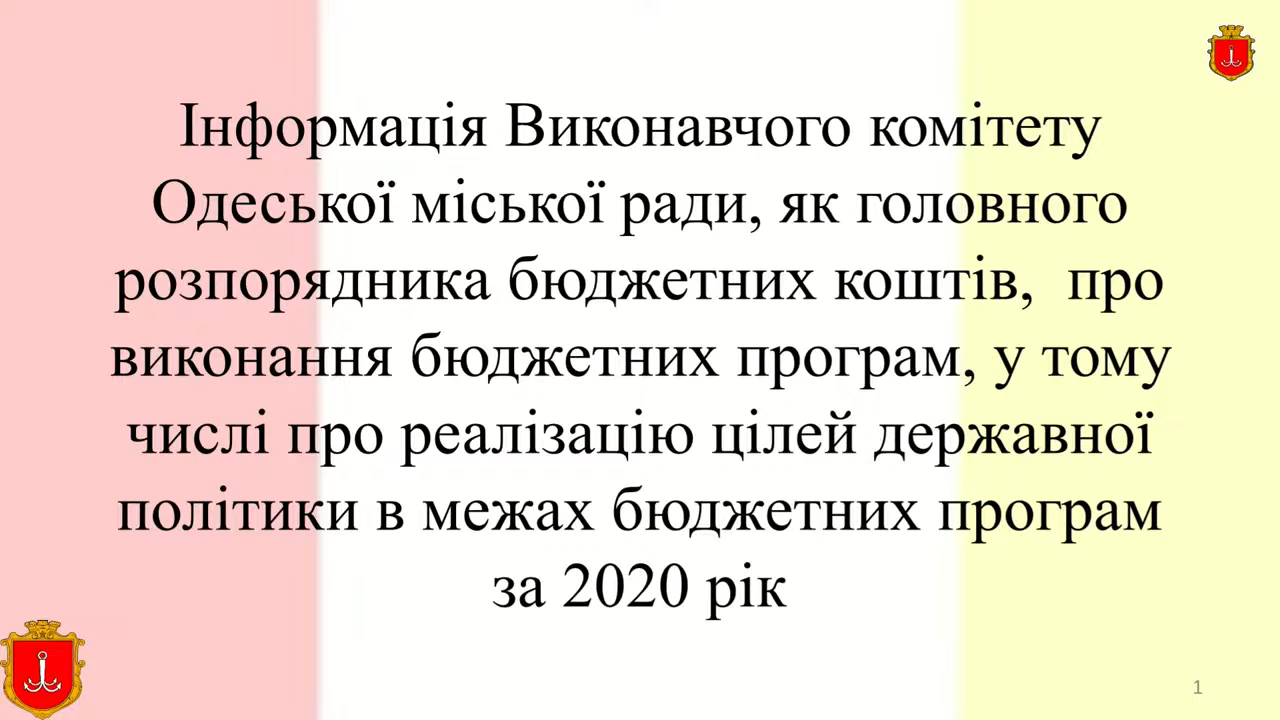 Інформація Виконавчого комітету
Одеської міської ради, як головного
розпорядника бюджетних коштів,  про
виконання бюджетних програм, у тому
числі про реалізацію цілей державної
політики в межах бюджетних програм
за 2020 рік
1